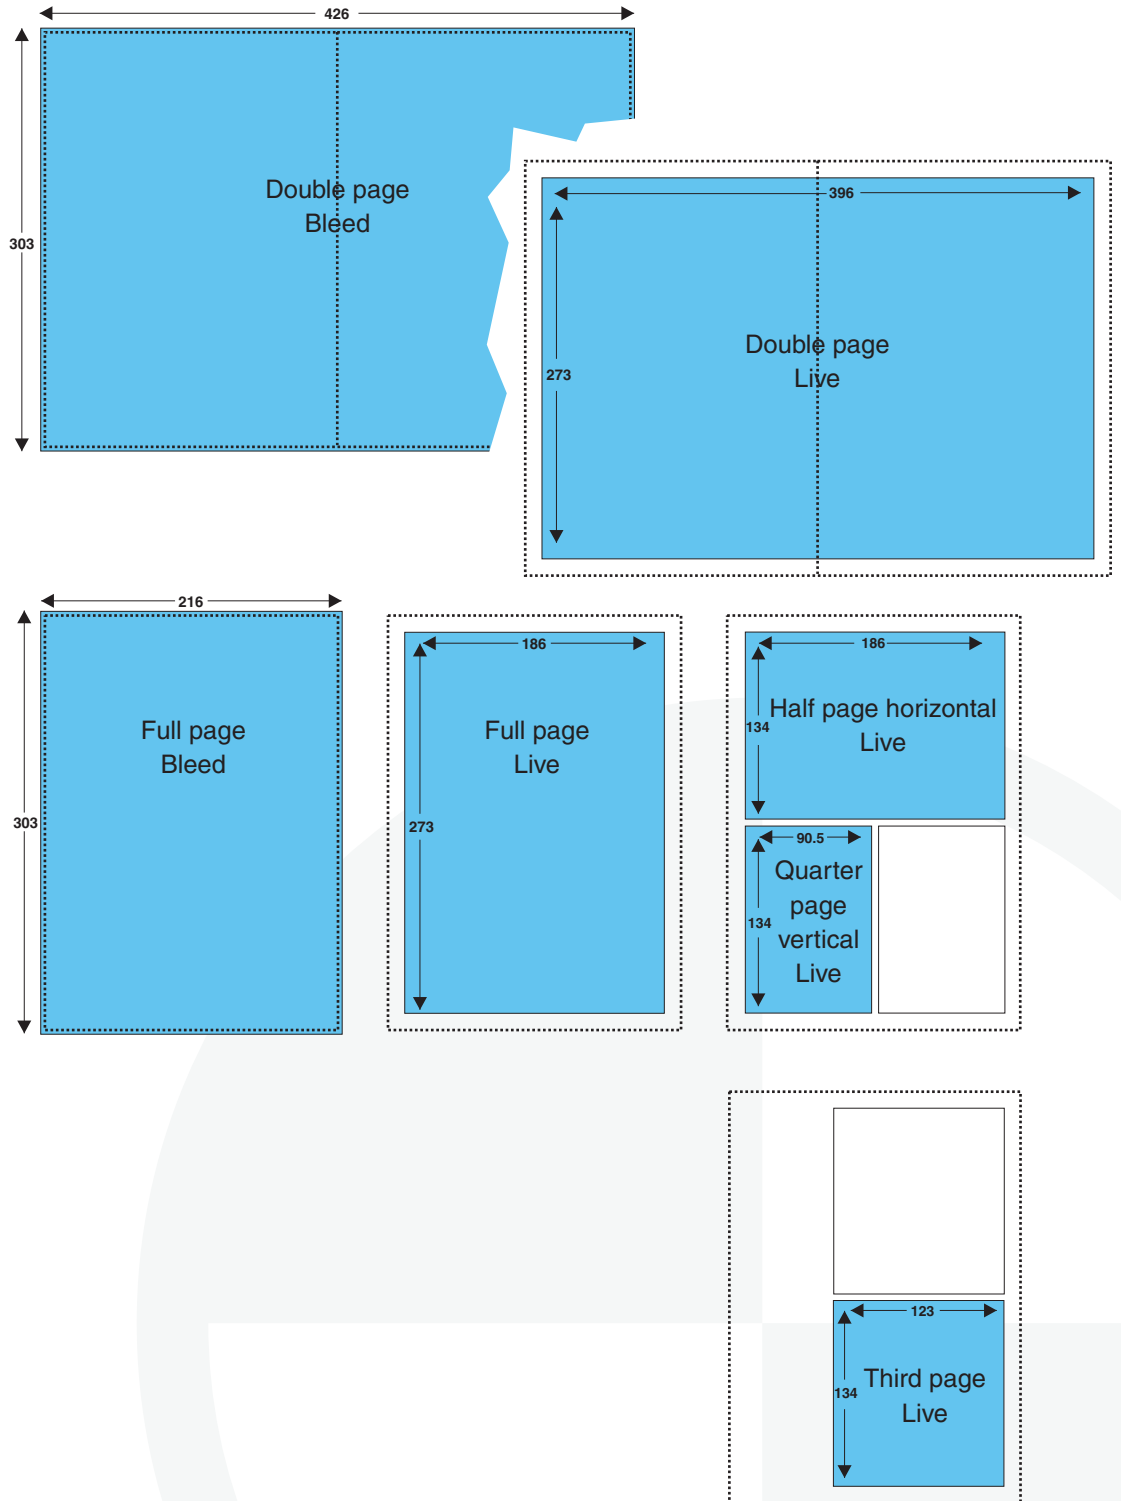 426
303
Double page
Bleed
396
273
Double page
Live
216
303
Full page
Bleed
186
273
Full page
Live
186
134
Half page horizontal
Live
90.5
134
Quarter
page
vertical
Live
123
134
Third page
Live